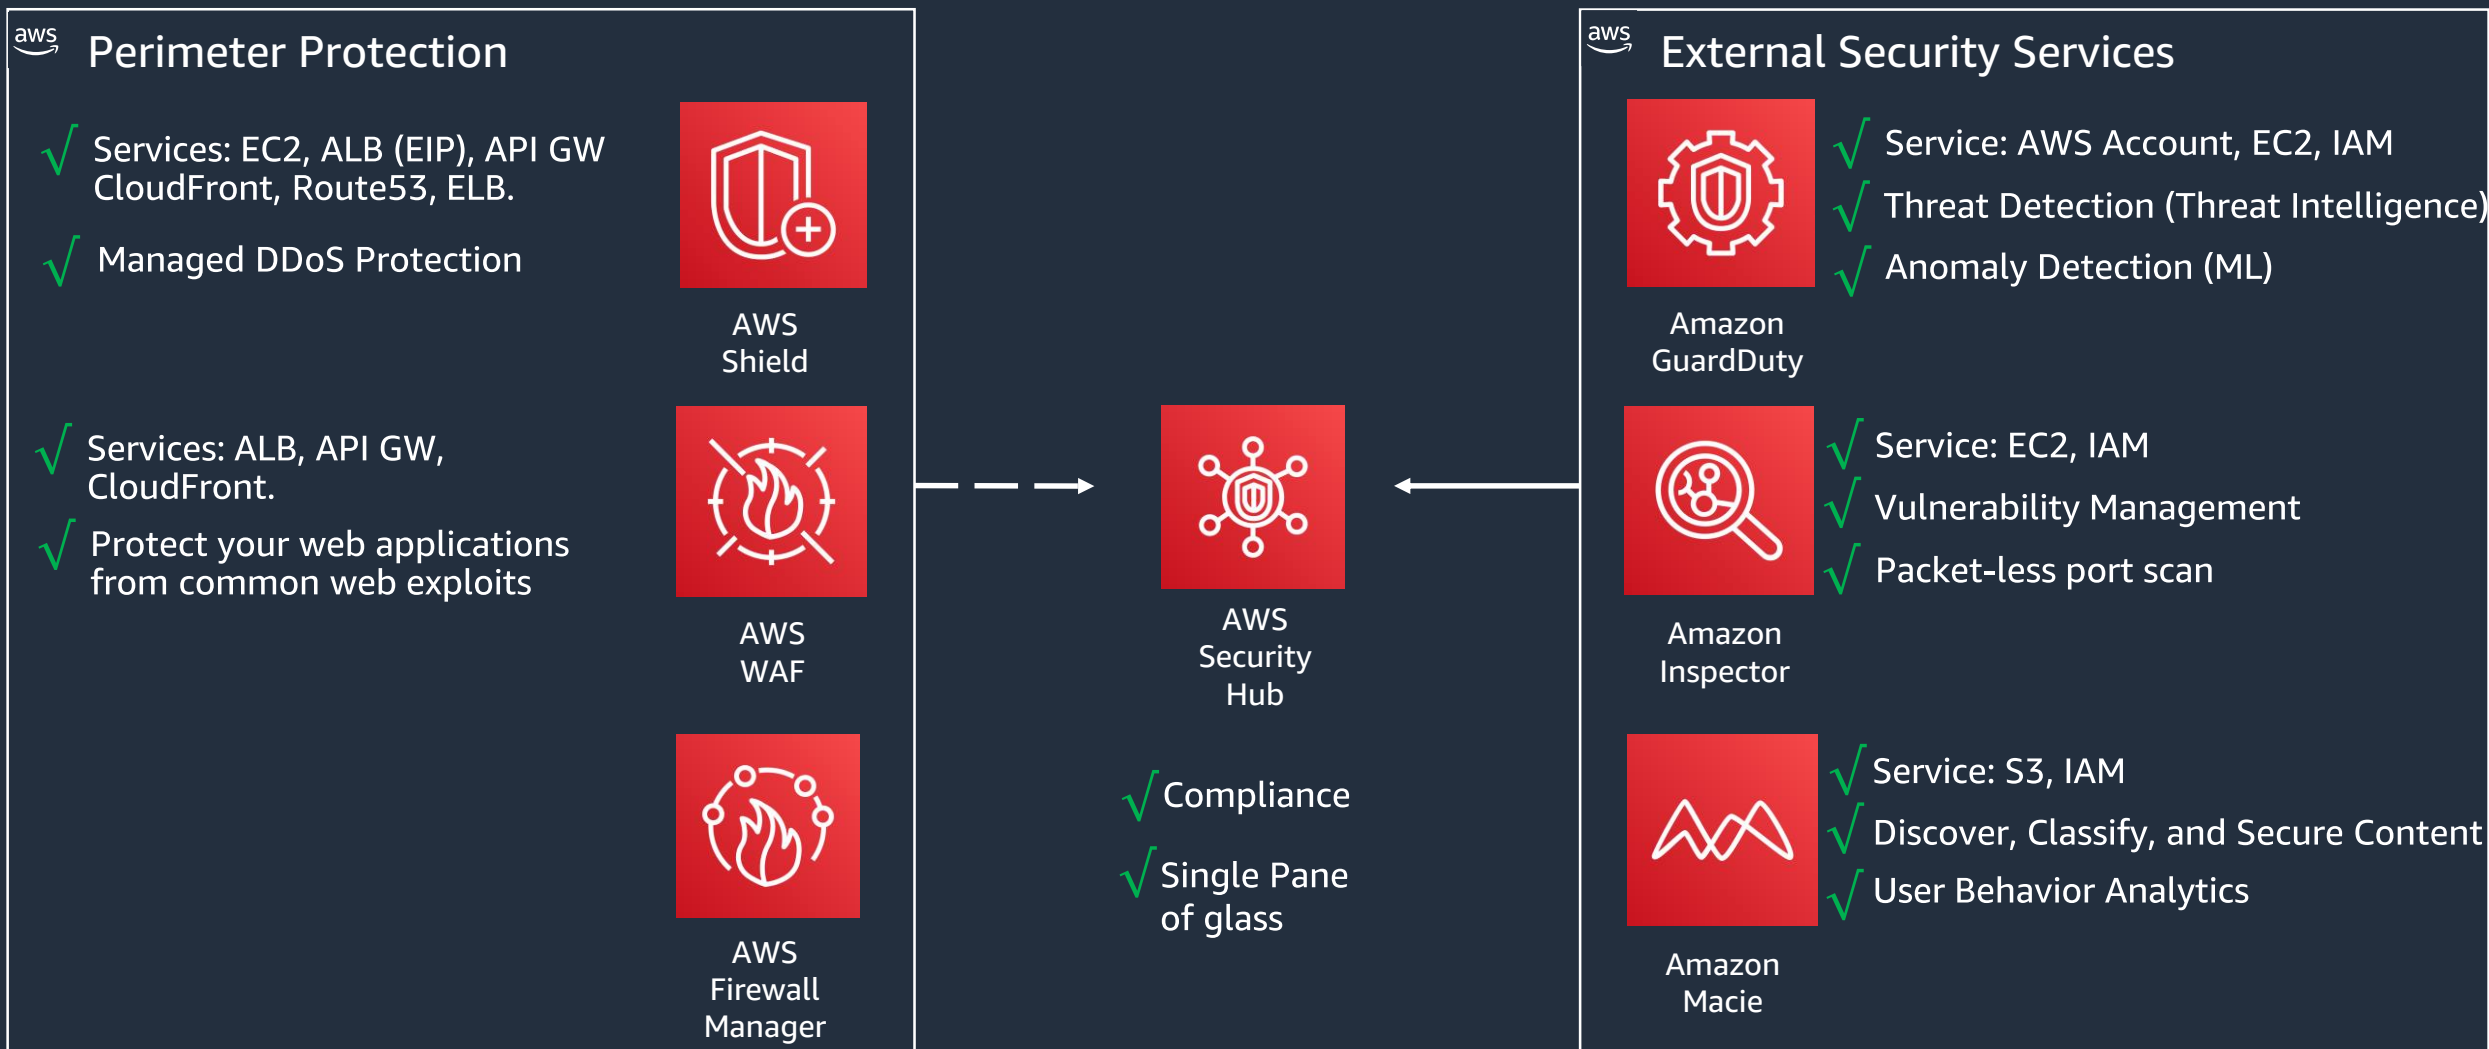 aws
Perimeter Protection
Services: EC2, ALB (EIP), API GW
CloudFront, Route53, ELB.
Managed DDoS Protection
AWS
Shield
Services: ALB, API GW,
CloudFront.
Protect your web applications
from common web exploits
AWS
WAF
AWS
Firewall
Manager
AWS
Security
Hub
Compliance
Single Pane
of glass
aws
External Security Services
Service: AWS Account, EC2, IAM
Threat Detection (Threat Intelligence)
Anomaly Detection (ML)
Amazon
GuardDuty
Service: EC2, IAM
Vulnerability Management
Packet-less port scan
Amazon
Inspector
Service: S3, IAM
Discover, Classify, and Secure Content
User Behavior Analytics
Amazon
Macie